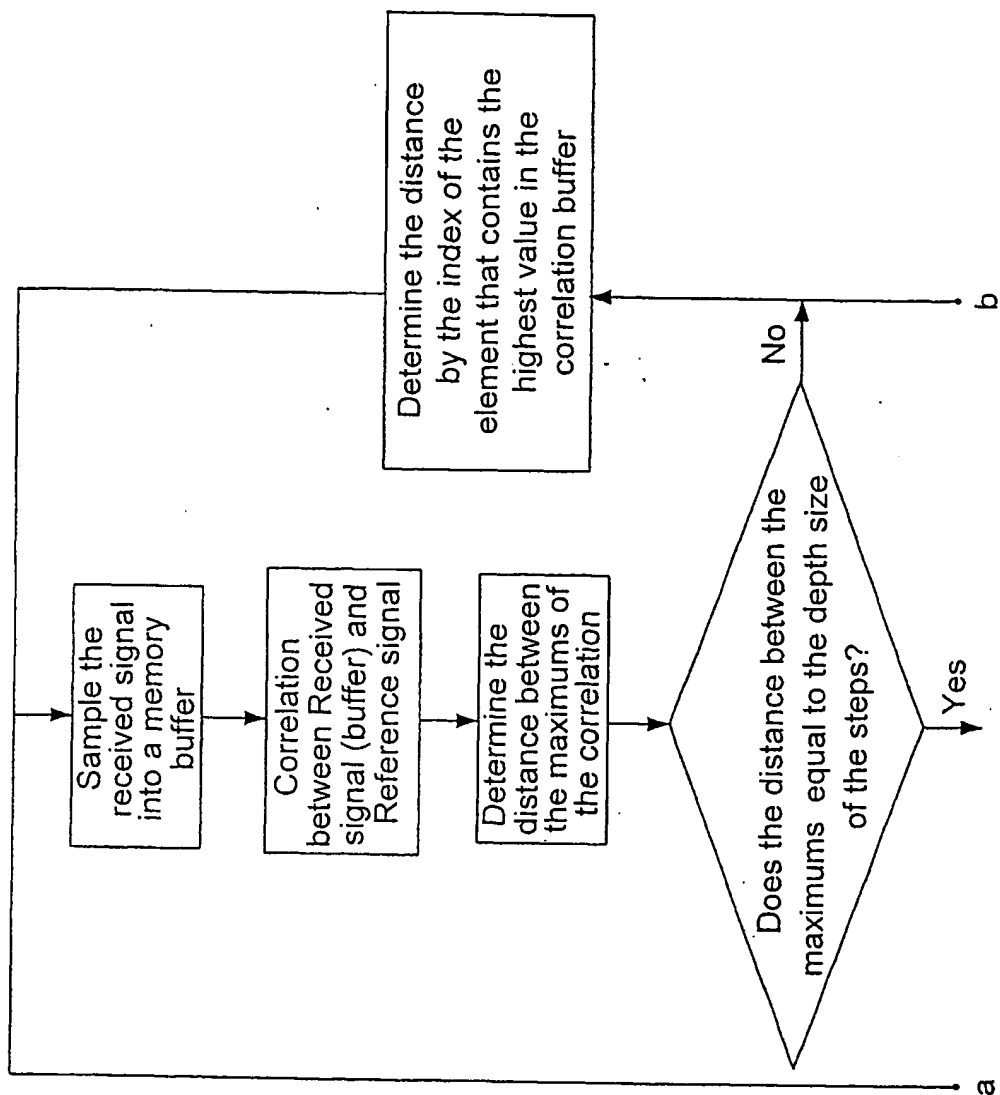 Sample the
received signal
into a memory
buffer
Correlation
between Received
signal (buffer) and
Reference signal
Determine the
distance between
the maximums of
the correlation
Does the distance between the
maximums equal to the depth size
of the steps?
No
Yes
Determine the distance
by the index of the
element that contains the
highest value in the
correlation buffer
a
b